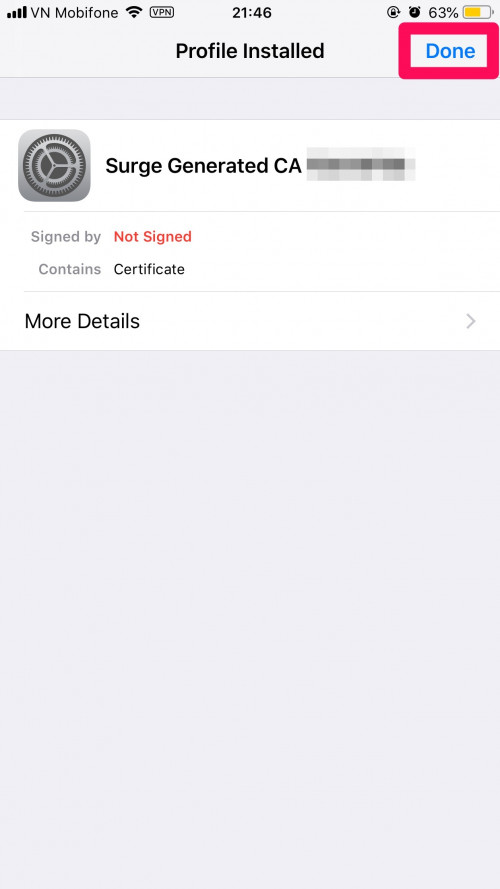 VN Mobifone VPN 21:46 63%
Profile Installed Done
Surge Generated CA
Signed by Not Signed
Contains Certificate
More Details